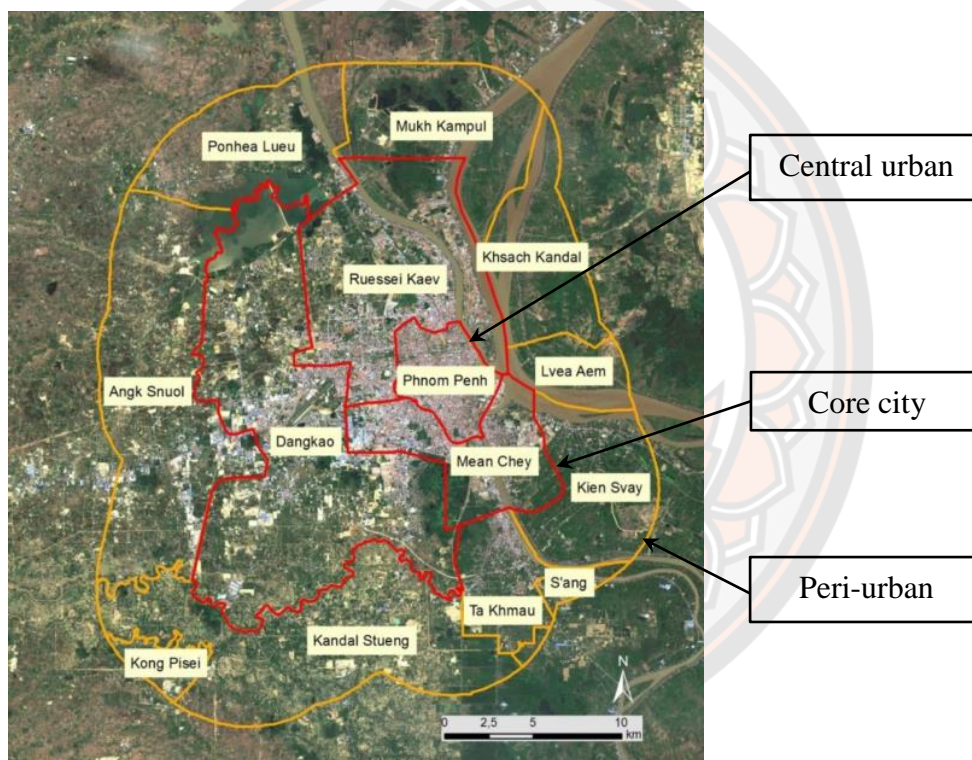 Mukh Kampul
Ponhea Lueu
Central urban
Khsach Kandal
Ruessei Kaev
Lvea Aem
Phnom Penh
Angk Snuol
Core city
Dangkao
Mean Chey
Kien Svay
Peri-urban
S'ang
Ta Khmau
Kandal Stueng
Kong Pisei
N
0 2,5 5 10
km